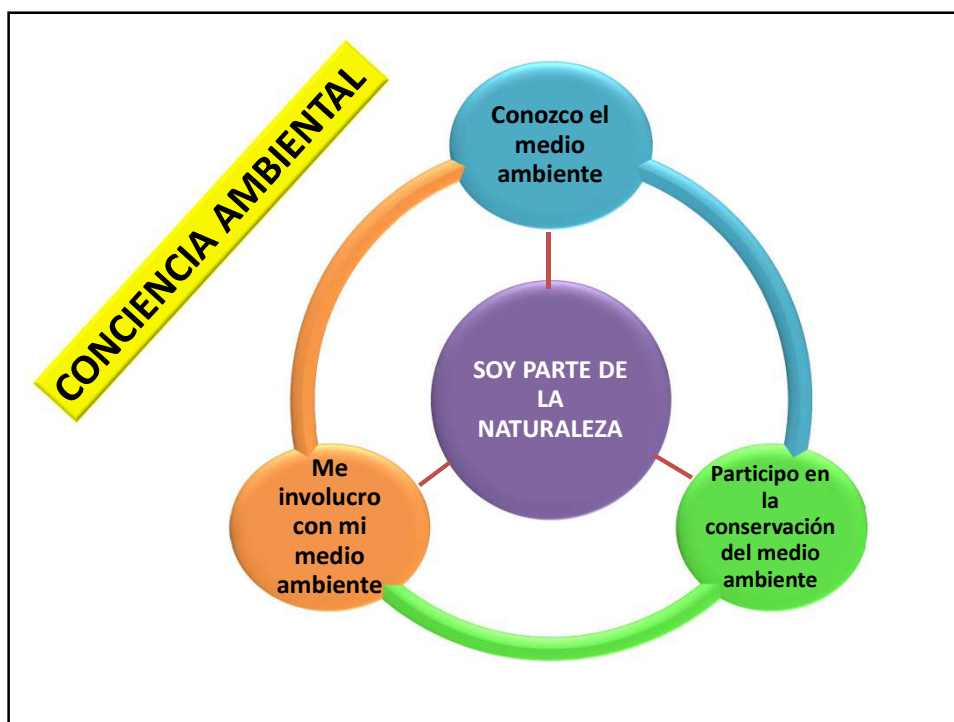 CONCIENCIA AMBIENTAL
Conozco el
medio
ambiente
SOY PARTE DE
LA
NATURALEZA
Me
involucro
con mi
medio
ambiente
Participo en
la
conservación
del medio
ambiente